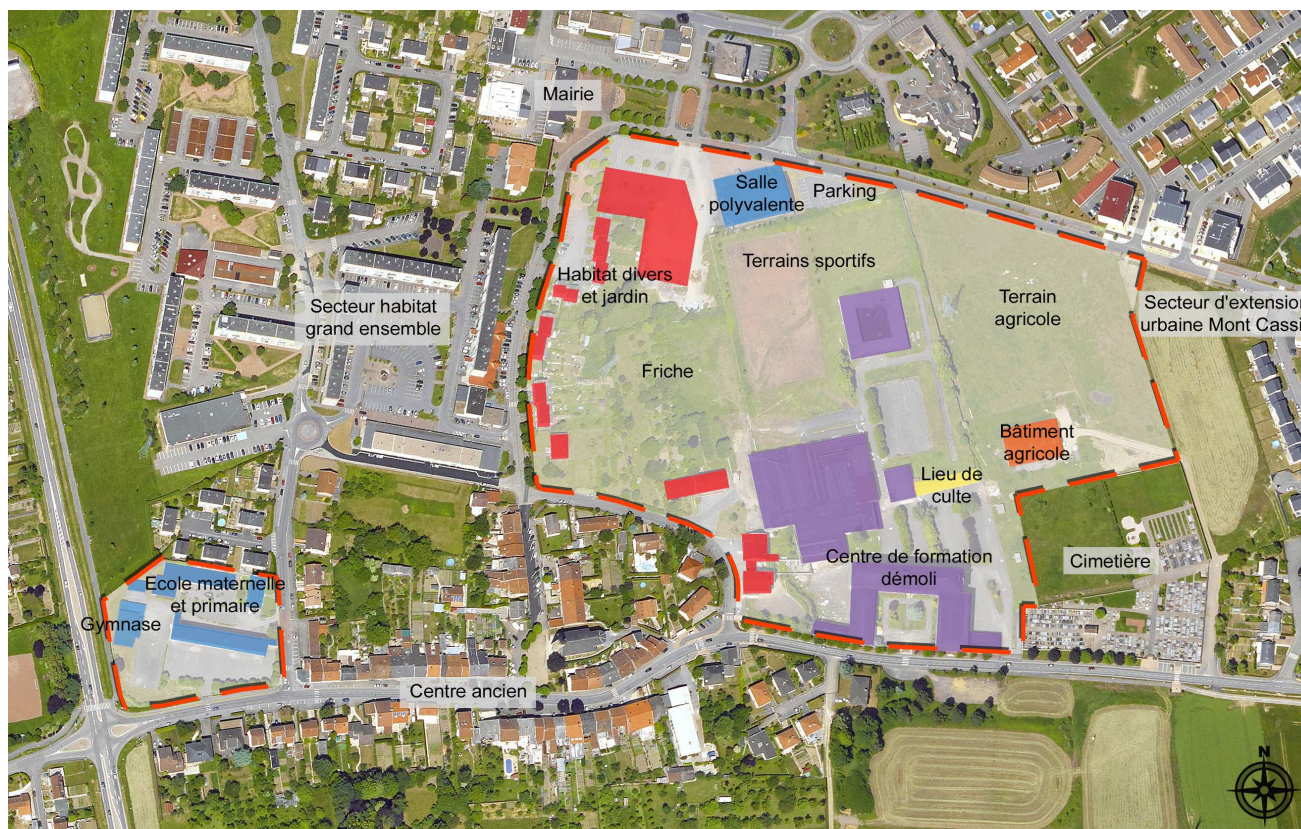 Mairie
Salle
polyvalente
Parking
Habitat divers
et jardin
Terrains sportifs
Terrain
agricole
Secteur d'extension
urbaine Mont Cassi
Secteur habitat
grand ensemble
Friche
Bâtiment
agricole
Lieu de
culte
Centre de formation
démoli
Cimetière
Ecole maternelle
et primaire
Gymnase
Centre ancien
N